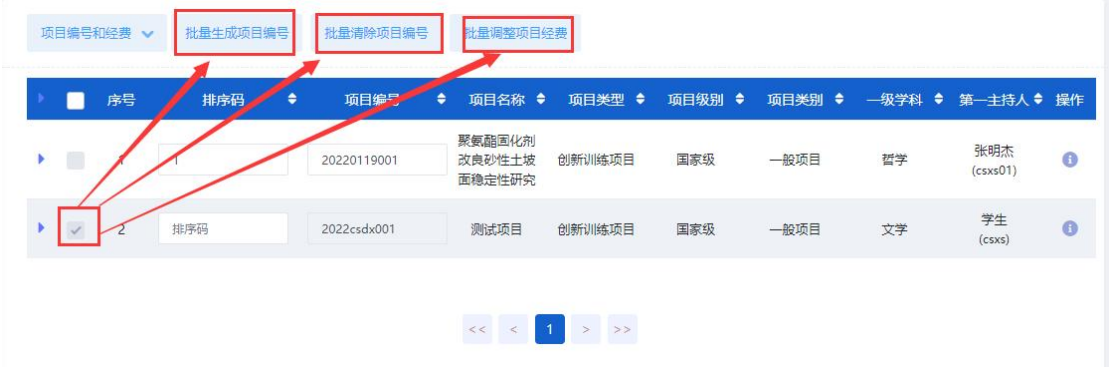 项目编号和经费 批量生成项目编号 批量清除项目编号 批量调整项目经费
序号 排序码 项目编号 项目名称 项目类型 项目级别 项目类别 一级学科 第一主持人 操作
1 1 20220119001 聚氨酯固化剂 创新训练项目 国家级 一般项目 哲学 张明杰
改良砂性土坡 (csxs01)
面稳定性研究
2 排序码 2022csdx001 测试项目 创新训练项目 国家级 一般项目 文学 学生
(csxs)
<< < 1 > >>